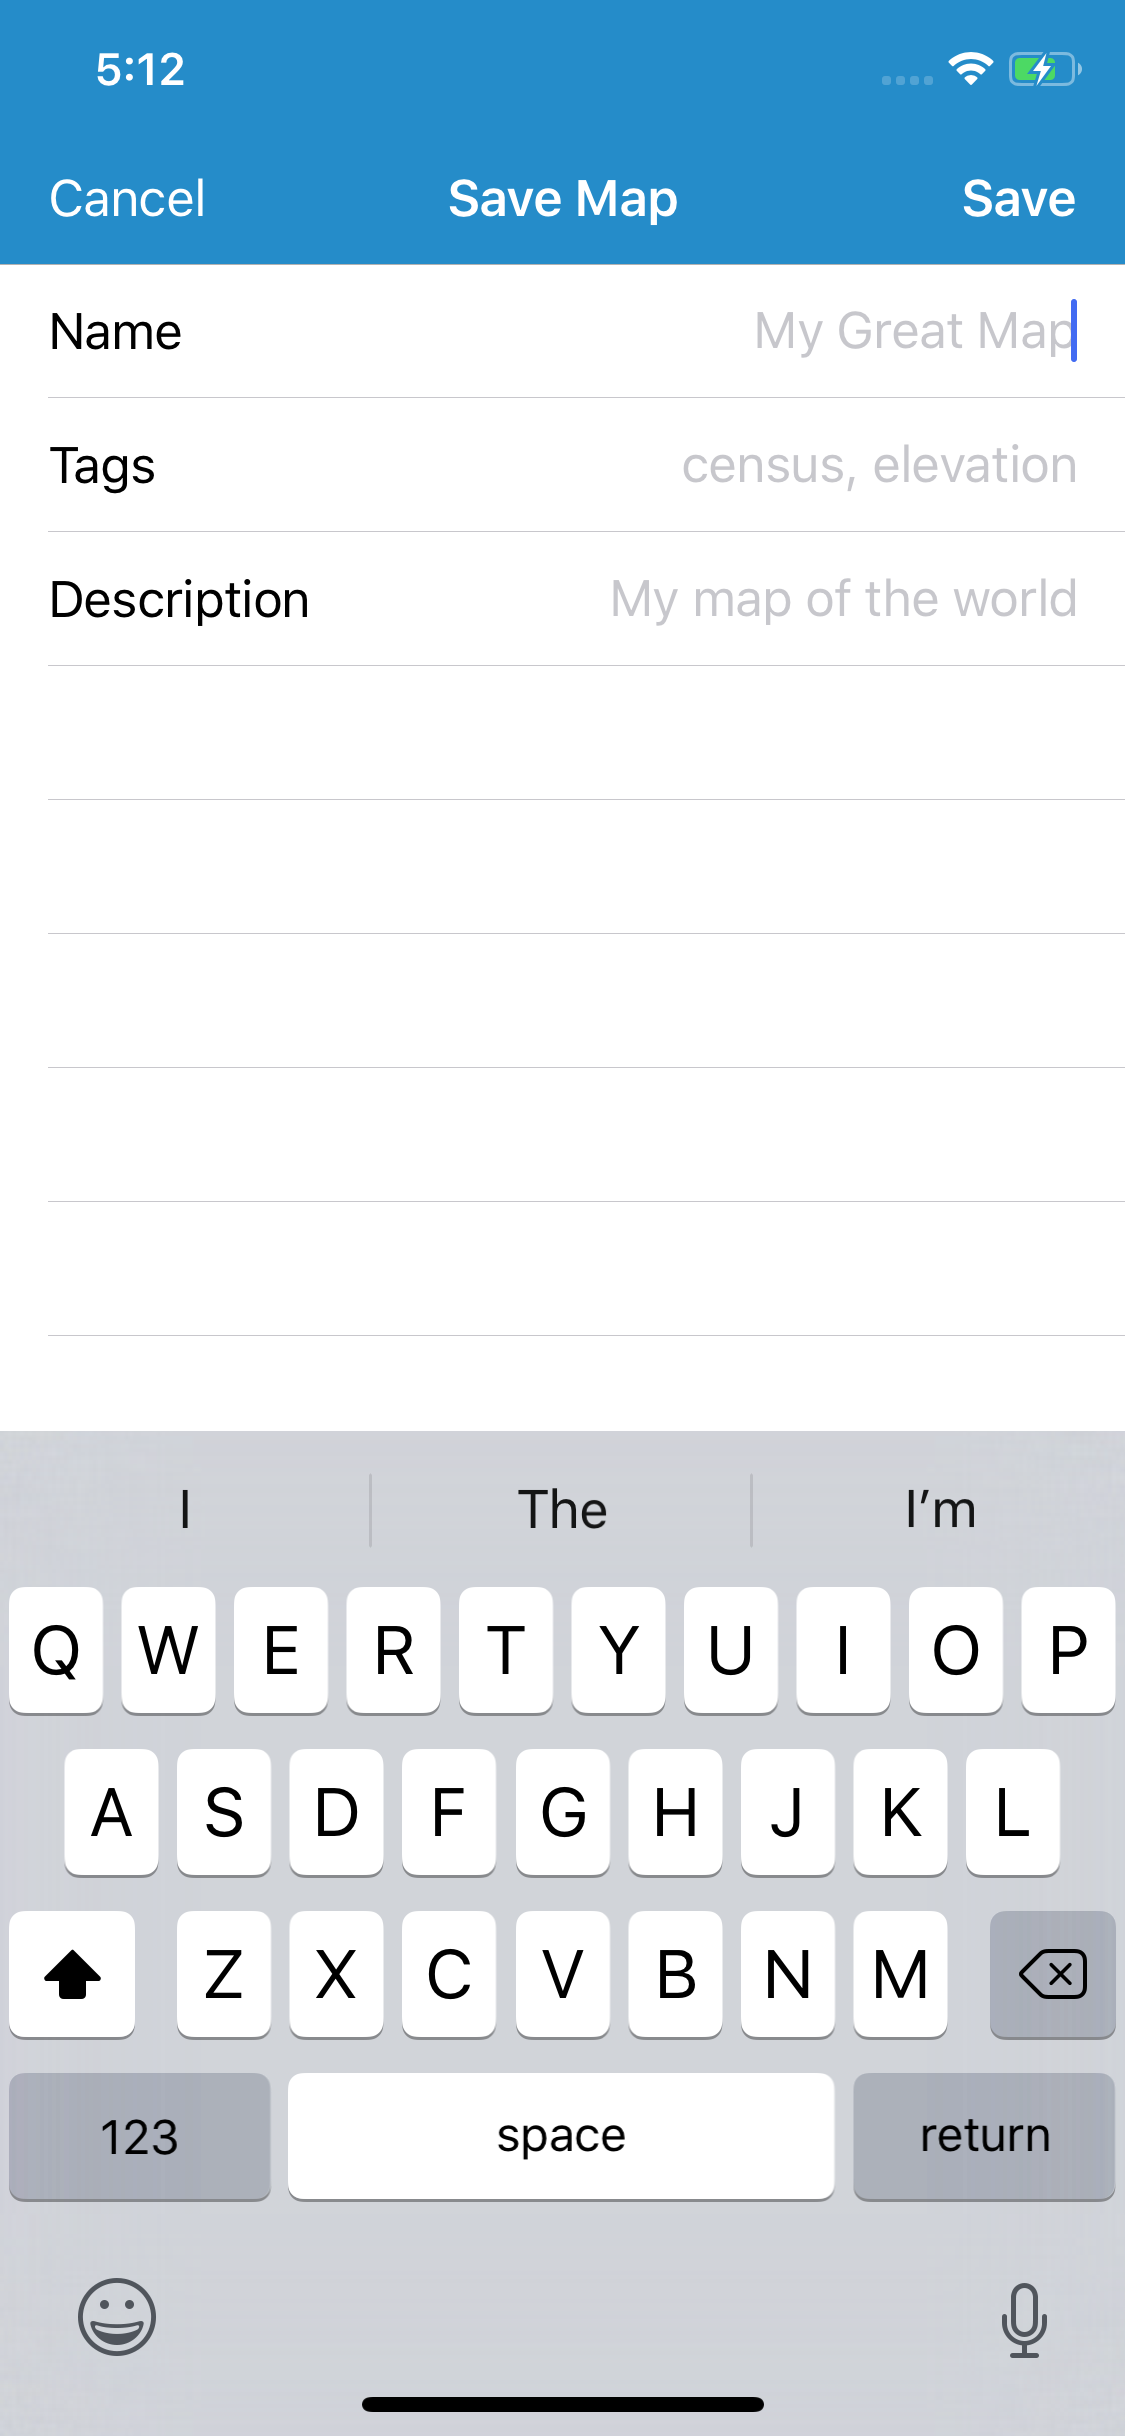 5:12
Cancel Save Map Save
Name My Great Map
Tags census, elevation
Description My map of the world
I The I’m
Q W E R T Y U I O P
A S D F G H J K L
Z X C V B N M
123 space return